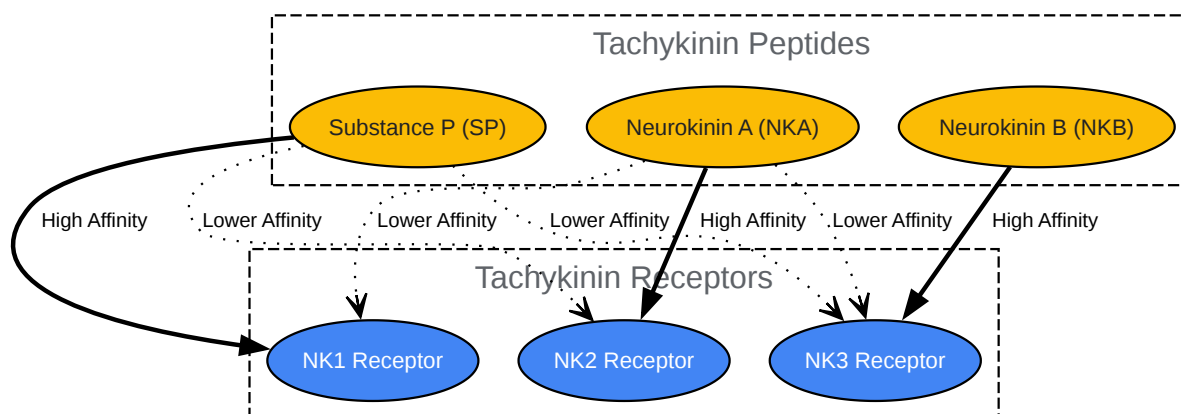 Tachykinin Peptides
Substance P (SP)
Neurokinin A (NKA)
Neurokinin B (NKB)
High Affinity
Lower Affinity
Lower Affinity
Lower Affinity
High Affinity
Lower Affinity
High Affinity
Tachykinin Receptors
NK1 Receptor
NK2 Receptor
NK3 Receptor